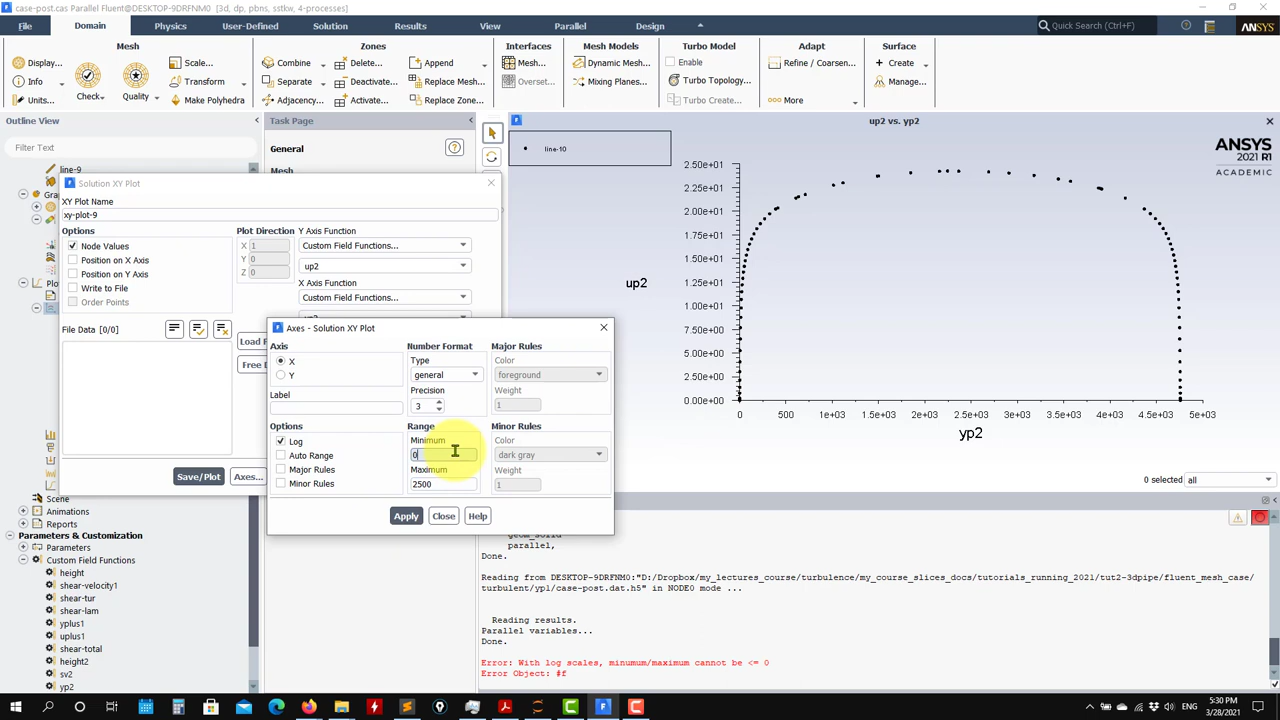 case-post.cas Parallel Fluent@DESKTOP-9DRFNM0 [3d, dp, pbns, sstkw, 4-processes]
File Domain Physics User-Defined Solution Results View Parallel Design Search (Ctrl+F) ANSYS
Mesh Zones Interfaces Mesh Models Turbo Model Adapt Surface
Display... Scale... Combine Delete... Append Mesh... Dynamic Mesh... Enable Refine / Coarsen... Create
Info Transform Separate Deactivate... Replace Mesh... Overset... Mixing Planes... Turbo Topology... Manage...
Units... Check Quality Make Polyhedra Adjacency... Activate... Replace Zone... Turbo Create... More
Outline View
Filter Text
line-9
Task Page
General
Mesh
Solution XY Plot
XY Plot Name
xy-plot-9
Options
Node Values
Position on X Axis
Position on Y Axis
Write to File
Order Points
Plot Direction
X 1
Y 0
Z 0
Y Axis Function
Custom Field Functions...
up2
X Axis Function
Custom Field Functions...
File Data [0/0]
Save/Plot
Axes...
Axes - Solution XY Plot
Axis
X
Y
Label
Options
Log
Auto Range
Major Rules
Minor Rules
Number Format
Type
general
Precision
3
Range
Minimum
0
Maximum
2500
Major Rules
Color
foreground
Weight
1
Minor Rules
Color
dark gray
Weight
1
Apply Close Help
up2 vs. yp2
line-10
ANSYS
2021 R1
ACADEMIC
2.50e+01
2.25e+01
2.00e+01
1.75e+01
1.50e+01
1.25e+01
1.00e+01
7.50e+00
5.00e+00
2.50e+00
0.00e+00
up2
0 500 1e+03 1.5e+03 2e+03 2.5e+03 3e+03 3.5e+03 4e+03 4.5e+03 5e+03
yp2
0 selected all
Scene
Animations
Reports
Parameters & Customization
Parameters
Custom Field Functions
height
shear-velocity1
shear-tur
shear-lam
yplus1
uplus1
shear-total
height2
sv2
yp2
parallel,
Done.
Reading from DESKTOP-9DRFNM0:"D:/Dropbox/my_lectures_course/turbulence/my_course_slices_docs/tutorials_running_2021/tut2-3dpipe/fluent_mesh_case/
turbulent/yp1/case-post.dat.h5" in NODE0 mode ...
Reading results.
Parallel variables...
Done.
Error: With log scales, minumum/maximum cannot be <= 0
Error Object: #f
5:30 PM
3/28/2021